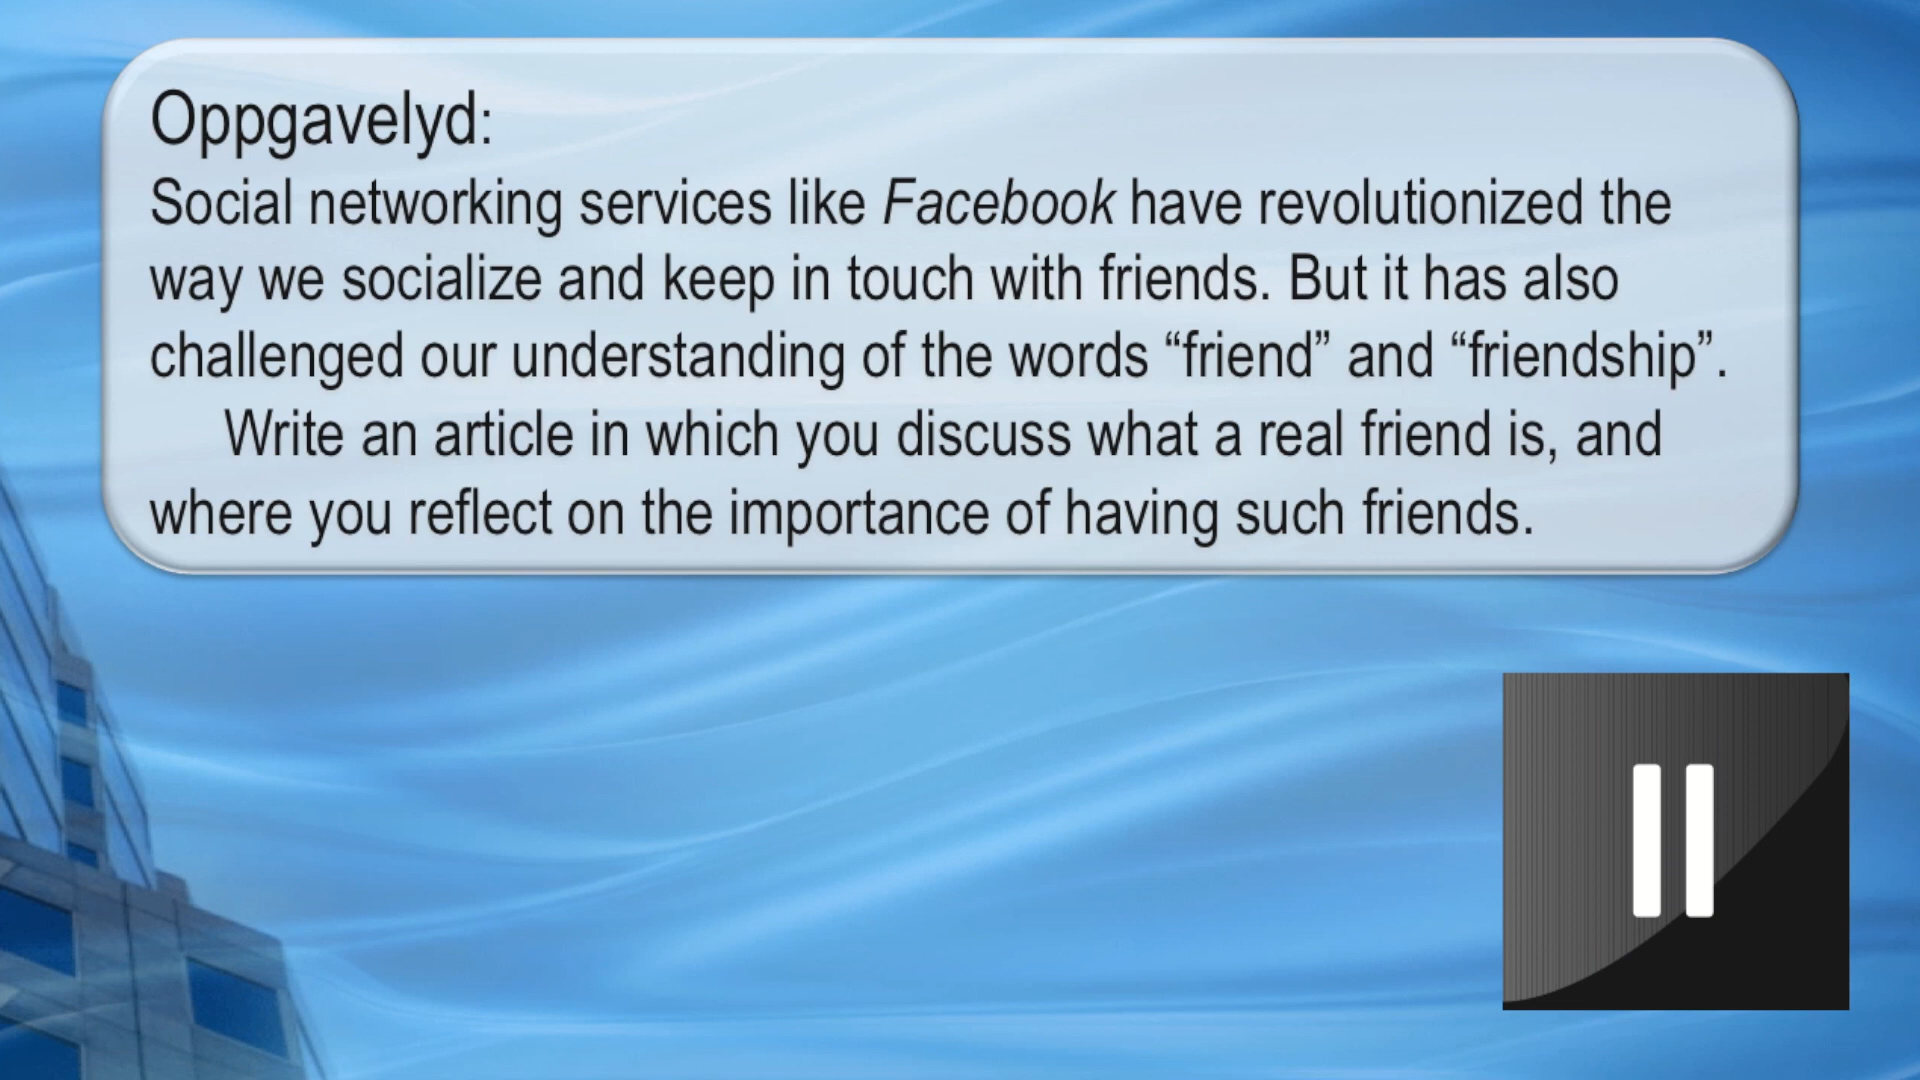 Oppgavelyd:
Social networking services like Facebook have revolutionized the
way we socialize and keep in touch with friends. But it has also
challenged our understanding of the words “friend” and “friendship”.
Write an article in which you discuss what a real friend is, and
where you reflect on the importance of having such friends.